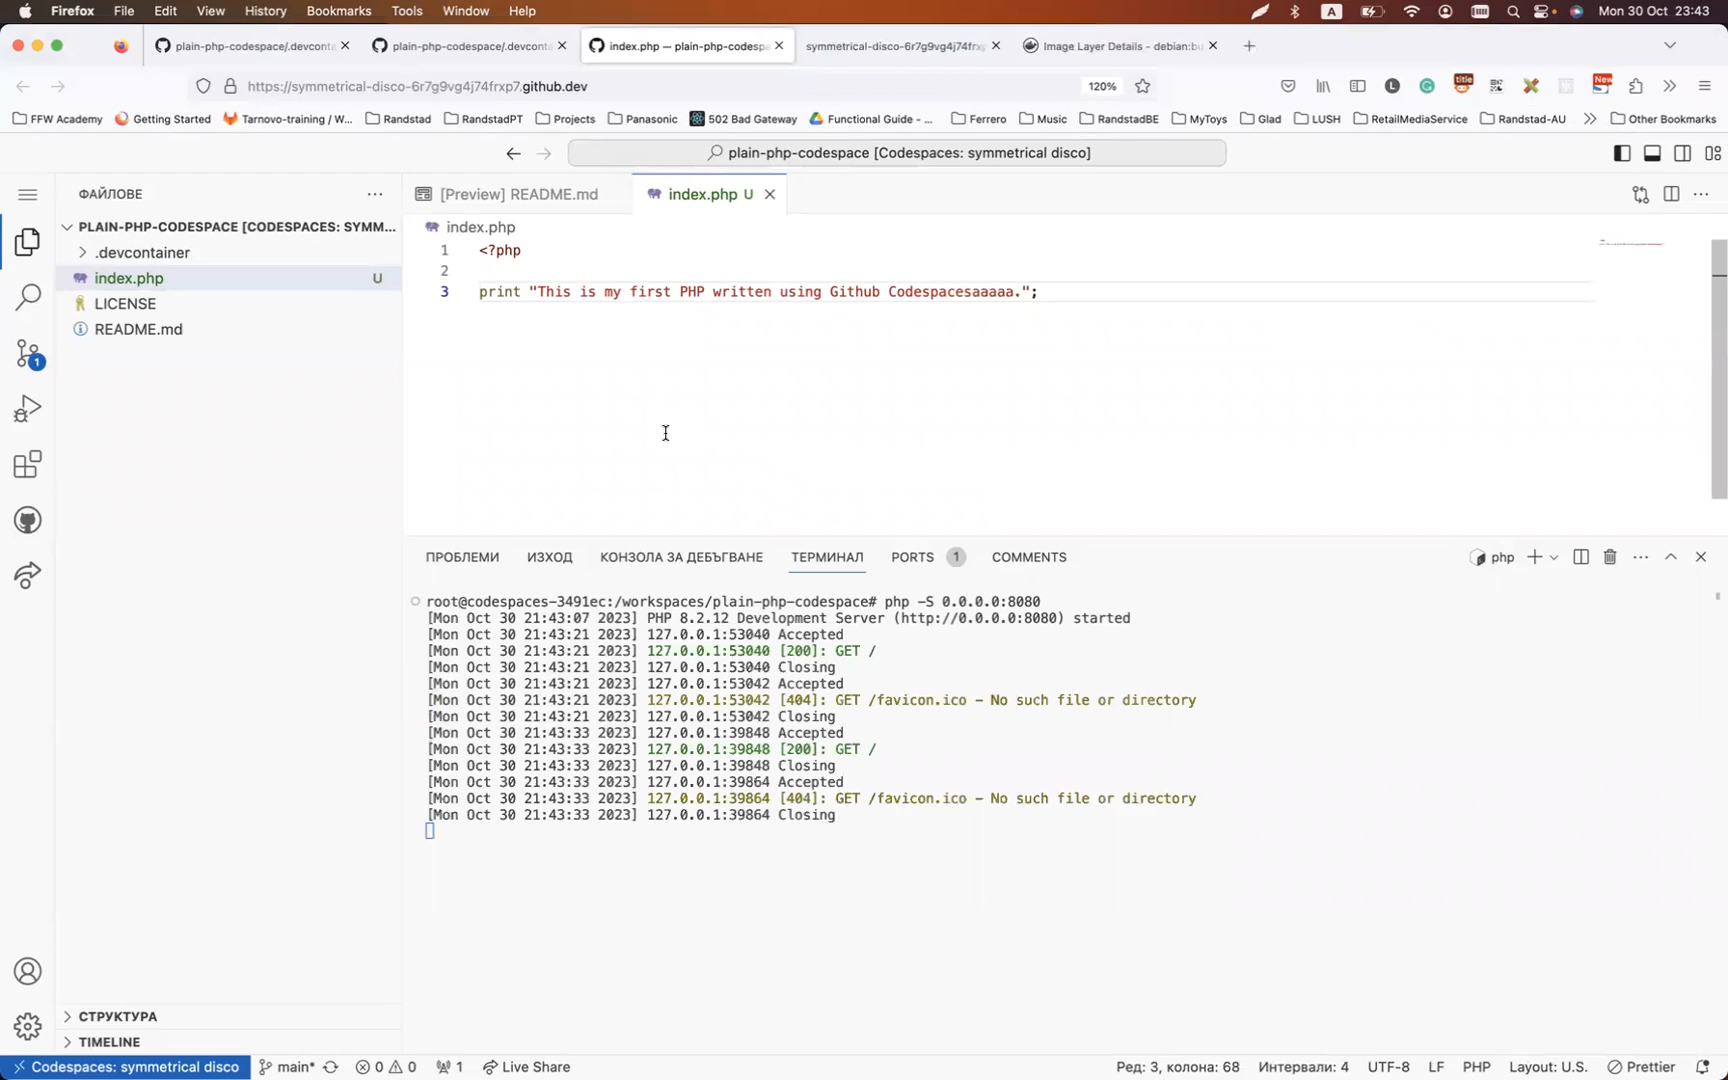 Firefox File Edit View History Bookmarks Tools Window Help A Mon 30 Oct 23:43
plain-php-codespace/.devconta plain-php-codespace/.devconta index.php — plain-php-codesp symmetrical-disco-6r7g9vg4j74frx Image Layer Details - debian:bu
https://symmetrical-disco-6r7g9vg4j74frxp7.github.dev 120% L title New
FFW Academy Getting Started Tarnovo-training / W... Randstad RandstadPT Projects Panasonic 502 Bad Gateway Functional Guide - ... Ferrero Music RandstadBE MyToys Glad LUSH RetailMediaService Randstad-AU Other Bookmarks
plain-php-codespace [Codespaces: symmetrical disco]
ФАЙЛОВЕ
[Preview] README.md index.php U
PLAIN-PHP-CODESPACE [CODESPACES: SYMM...
index.php
.devcontainer
1 <?php
index.php U
2
LICENSE
3 print "This is my first PHP written using Github Codespacesaaaaa.";
README.md
1
ПРОБЛЕМИ ИЗХОД КОНЗОЛА ЗА ДЕБЪГВАНЕ ТЕРМИНАЛ PORTS 1 COMMENTS php
root@codespaces-3491ec:/workspaces/plain-php-codespace# php -S 0.0.0.0:8080
[Mon Oct 30 21:43:07 2023] PHP 8.2.12 Development Server (http://0.0.0.0:8080) started
[Mon Oct 30 21:43:21 2023] 127.0.0.1:53040 Accepted
[Mon Oct 30 21:43:21 2023] 127.0.0.1:53040 [200]: GET /
[Mon Oct 30 21:43:21 2023] 127.0.0.1:53040 Closing
[Mon Oct 30 21:43:21 2023] 127.0.0.1:53042 Accepted
[Mon Oct 30 21:43:21 2023] 127.0.0.1:53042 [404]: GET /favicon.ico - No such file or directory
[Mon Oct 30 21:43:21 2023] 127.0.0.1:53042 Closing
[Mon Oct 30 21:43:33 2023] 127.0.0.1:39848 Accepted
[Mon Oct 30 21:43:33 2023] 127.0.0.1:39848 [200]: GET /
[Mon Oct 30 21:43:33 2023] 127.0.0.1:39848 Closing
[Mon Oct 30 21:43:33 2023] 127.0.0.1:39864 Accepted
[Mon Oct 30 21:43:33 2023] 127.0.0.1:39864 [404]: GET /favicon.ico - No such file or directory
[Mon Oct 30 21:43:33 2023] 127.0.0.1:39864 Closing
СТРУКТУРА
TIMELINE
Codespaces: symmetrical disco main* 0 0 1 Live Share Ред: 3, колона: 68 Интервали: 4 UTF-8 LF PHP Layout: U.S. Prettier